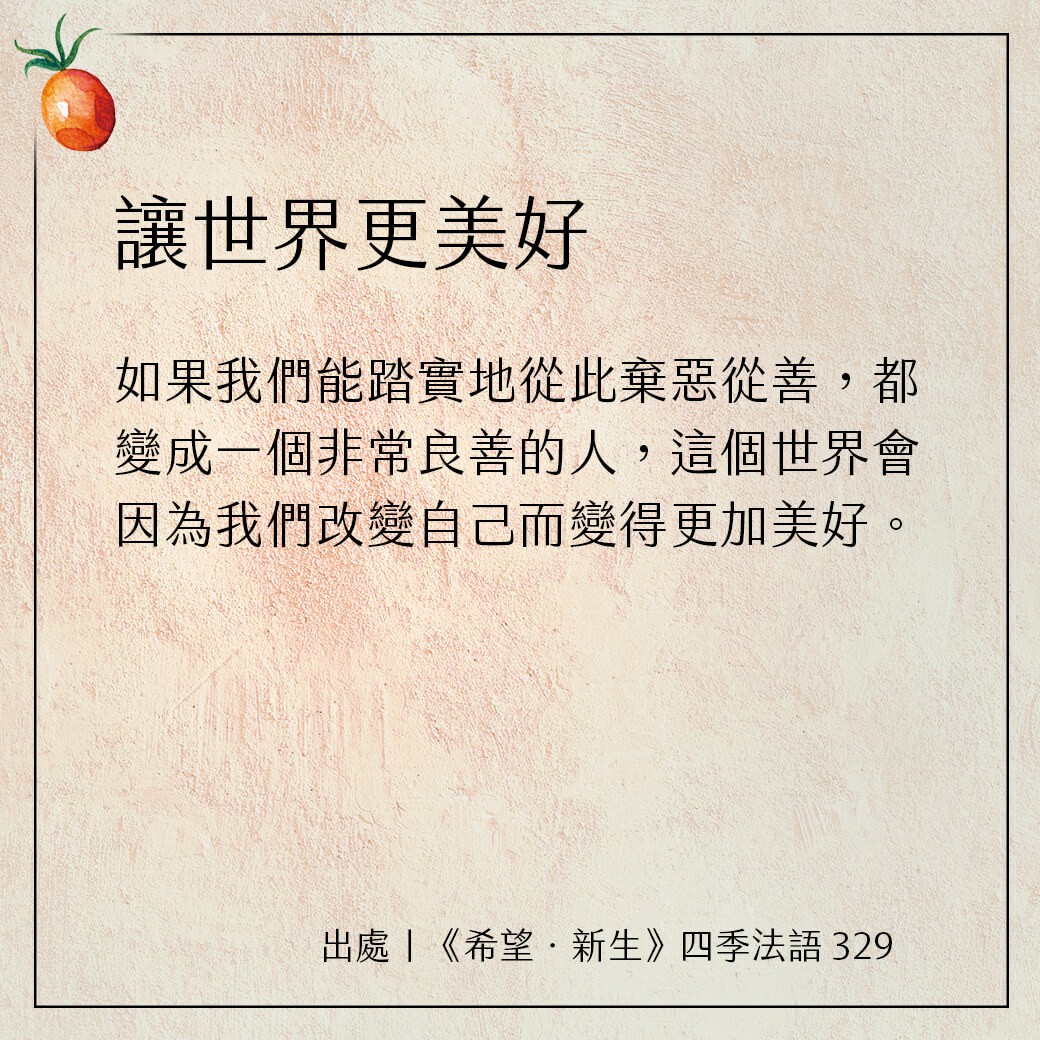 讓世界更美好
如果我們能踏實地從此棄惡從善，都
變成一個非常良善的人，這個世界會
因為我們改變自己而變得更加美好。
出處｜《希望．新生》四季法語 329